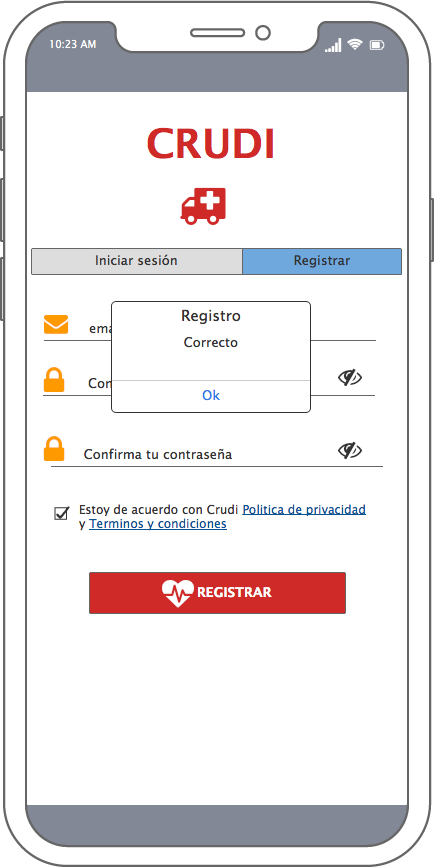 10:23 AM
CRUDI
Iniciar sesión
Registrar
Registro
Correcto
Ok
ema
Con
Confirma tu contraseña
Estoy de acuerdo con Crudi Politica de privacidad
y Terminos y condiciones
REGISTRAR